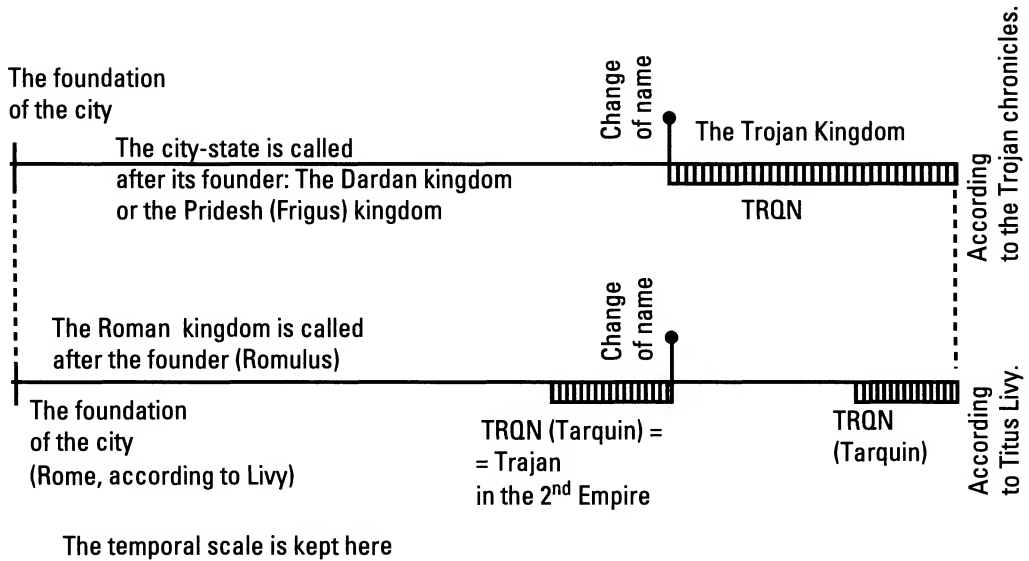 The foundation
of the city
Change
of name
The Trojan Kingdom
The city-state is called
after its founder: The Dardan kingdom
or the Pridesh (Frigus) kingdom
TRQN
According
to the Trojan chronicles.
The Roman kingdom is called
after the founder (Romulus)
Change
of name
The foundation
of the city
(Rome, according to Livy)
TRQN (Tarquin) =
= Trajan
in the 2nd Empire
TRQN
(Tarquin)
According
to Titus Livy.
The temporal scale is kept here